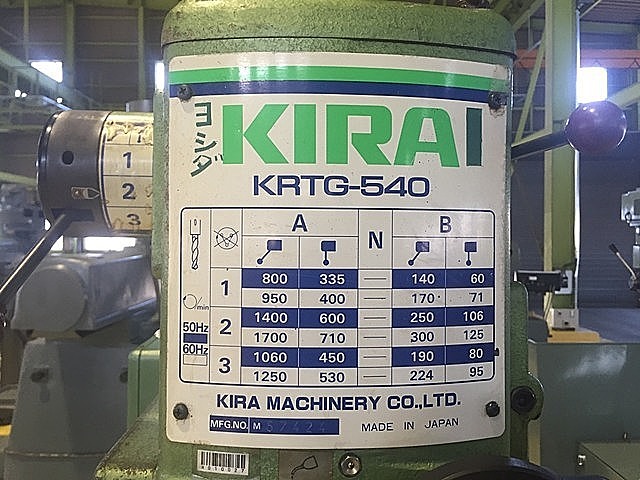 ヨシダ
KIRA
KRTG-540
A N B
1 800 335 — 140 60
950 400 — 170 71
2 1400 600 — 250 106
1700 710 — 300 125
3 1060 450 — 190 80
1250 530 — 224 95
/min
50Hz
60Hz
KIRA MACHINERY CO.,LTD.
MFG.NO. M
MADE IN JAPAN
1
2
3